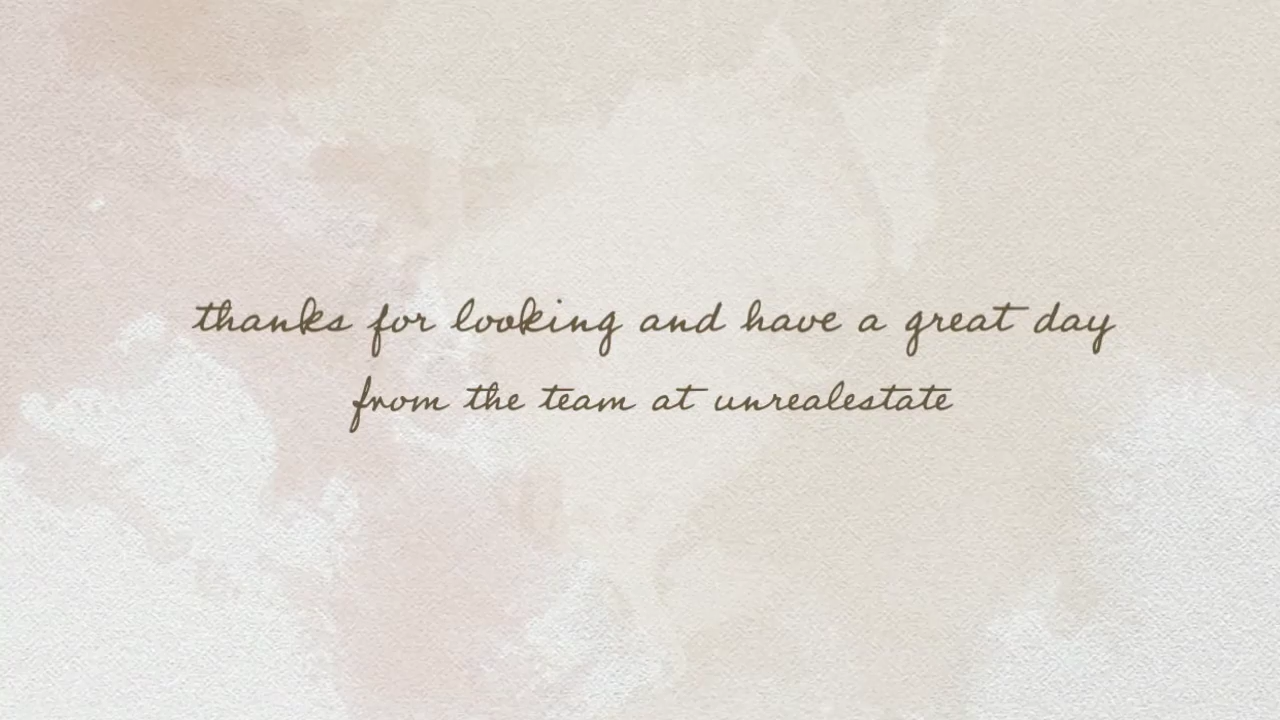 thanks for looking and have a great day
from the team at unrealestate